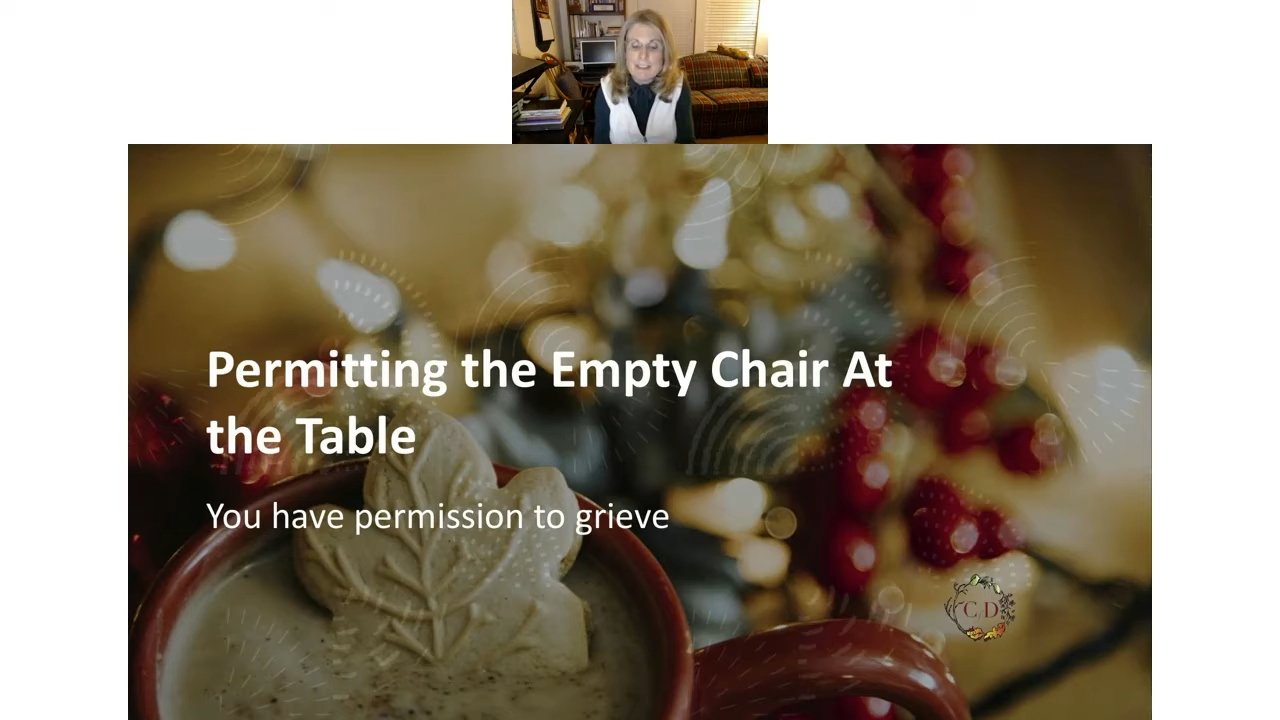 Permitting the Empty Chair At
the Table
You have permission to grieve
C D